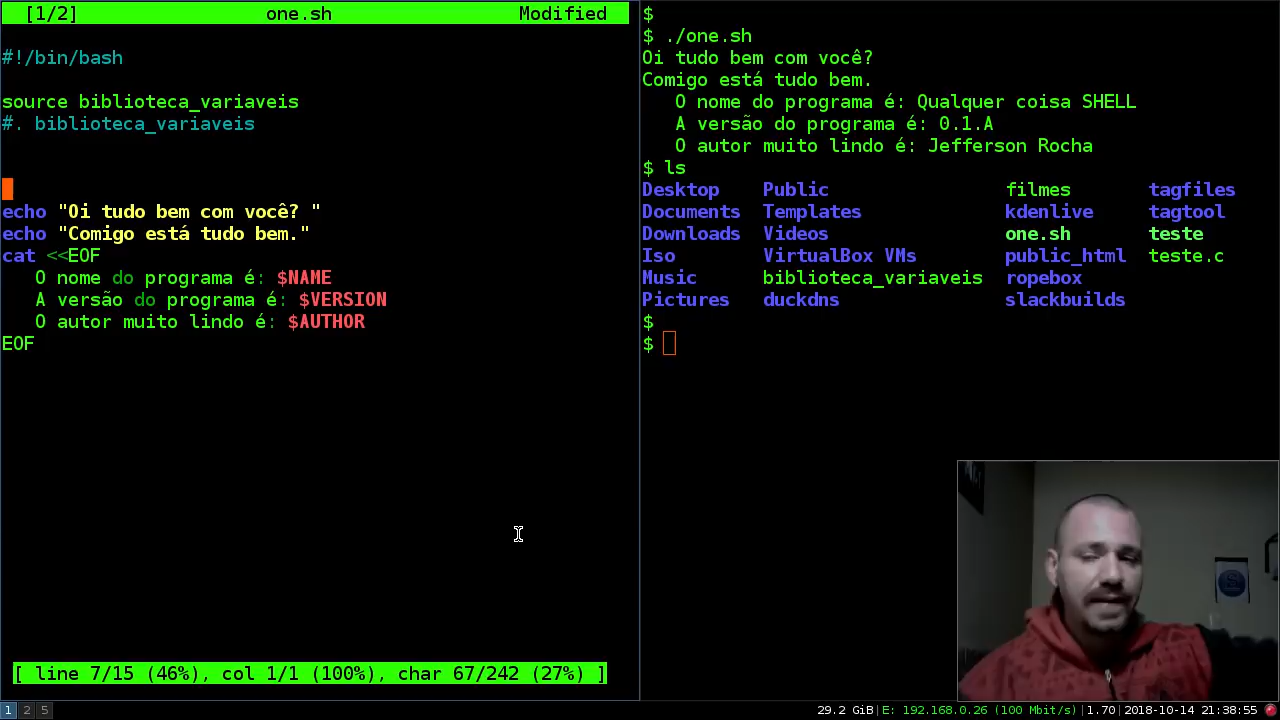 [1/2] one.sh Modified
#!/bin/bash
source biblioteca_variaveis
#. biblioteca_variaveis
echo "Oi tudo bem com você? "
echo "Comigo está tudo bem."
cat <<EOF
O nome do programa é: $NAME
A versão do programa é: $VERSION
O autor muito lindo é: $AUTHOR
EOF
[ line 7/15 (46%), col 1/1 (100%), char 67/242 (27%) ]
$
$ ./one.sh
Oi tudo bem com você?
Comigo está tudo bem.
O nome do programa é: Qualquer coisa SHELL
A versão do programa é: 0.1.A
O autor muito lindo é: Jefferson Rocha
$ ls
Desktop Public filmes tagfiles
Documents Templates kdenlive tagtool
Downloads Videos one.sh teste
Iso VirtualBox VMs public_html teste.c
Music biblioteca_variaveis ropebox
Pictures duckdns slackbuilds
$
$
1 2 5 29.2 GiB|E: 192.168.0.26 (100 Mbit/s)|1.70|2018-10-14 21:38:55